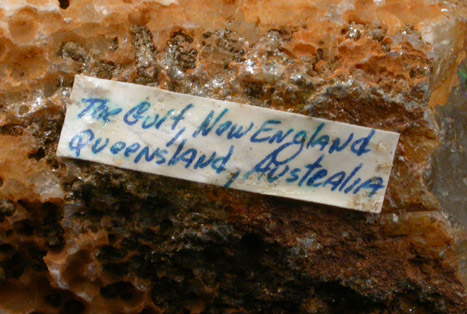 The Gulf, New England
Queensland, Australia